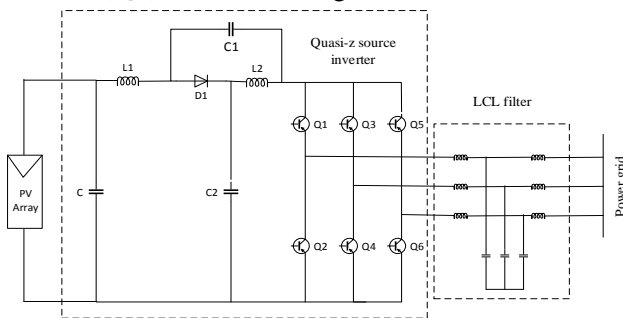 C1
Quasi-z source
inverter
L1
L2
D1
LCL filter
Q1
Q3
Q5
PV
Array
C
C2
Q2
Q4
Q6
Power grid